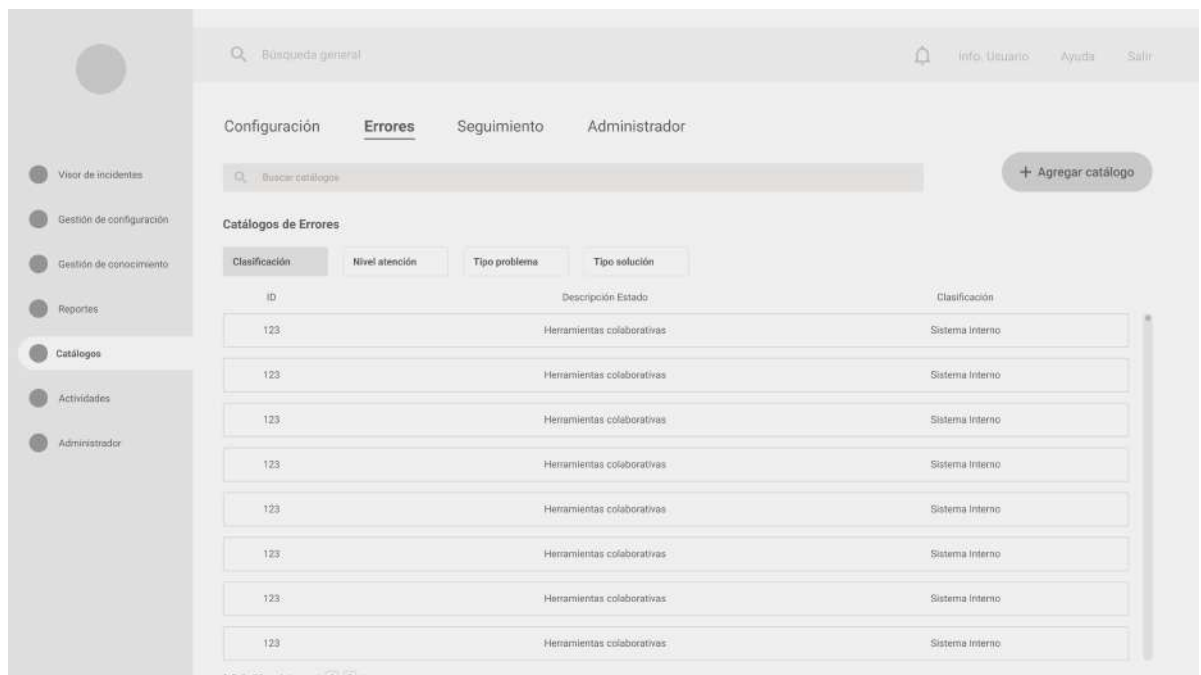 Búsqueda general
info. Usuario Ayuda Salir
Configuración Errores Seguimiento Administrador
Buscar catálogos
+ Agregar catálogo
Visor de incidentes
Gestión de configuración
Gestión de conocimiento
Reportes
Catálogos
Actividades
Administrador
Catálogos de Errores
Clasificación Nivel atención Tipo problema Tipo solución
ID Descripción Estado Clasificación
123 Herramientas colaborativas Sistema Interno
123 Herramientas colaborativas Sistema Interno
123 Herramientas colaborativas Sistema Interno
123 Herramientas colaborativas Sistema Interno
123 Herramientas colaborativas Sistema Interno
123 Herramientas colaborativas Sistema Interno
123 Herramientas colaborativas Sistema Interno
123 Herramientas colaborativas Sistema Interno